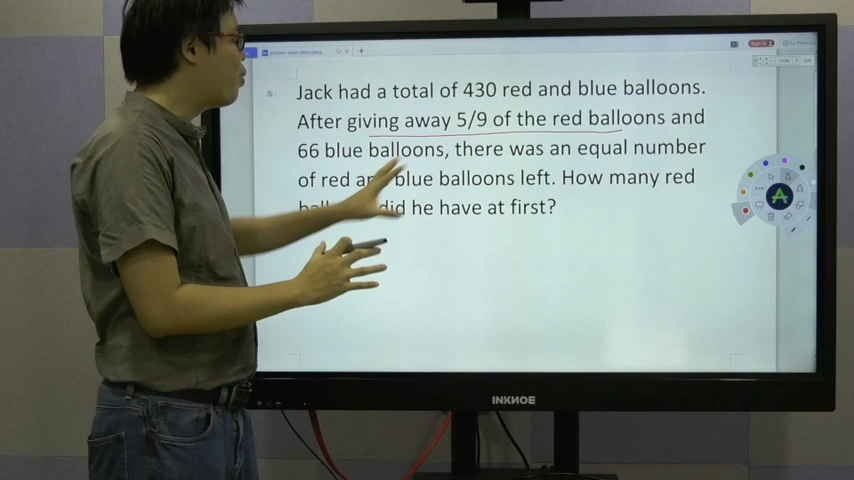 Jack had a total of 430 red and blue balloons.
After giving away 5/9 of the red balloons and
66 blue balloons, there was an equal number
of red and blue balloons left. How many red
did he have at first?
INKNOE